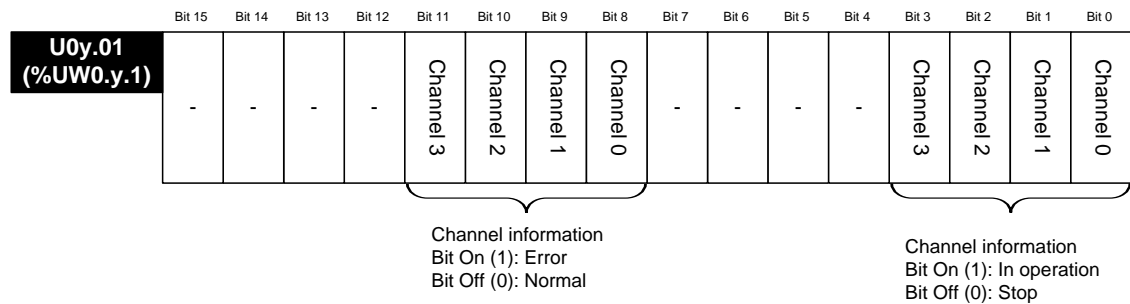 Bit 15 Bit 14 Bit 13 Bit 12 Bit 11 Bit 10 Bit 9 Bit 8 Bit 7 Bit 6 Bit 5 Bit 4 Bit 3 Bit 2 Bit 1 Bit 0
U0y.01
(%UW0.y.1)
- - - - Channel 3 Channel 2 Channel 1 Channel 0 - - - - Channel 3 Channel 2 Channel 1 Channel 0
Channel information
Bit On (1): Error
Bit Off (0): Normal
Channel information
Bit On (1): In operation
Bit Off (0): Stop